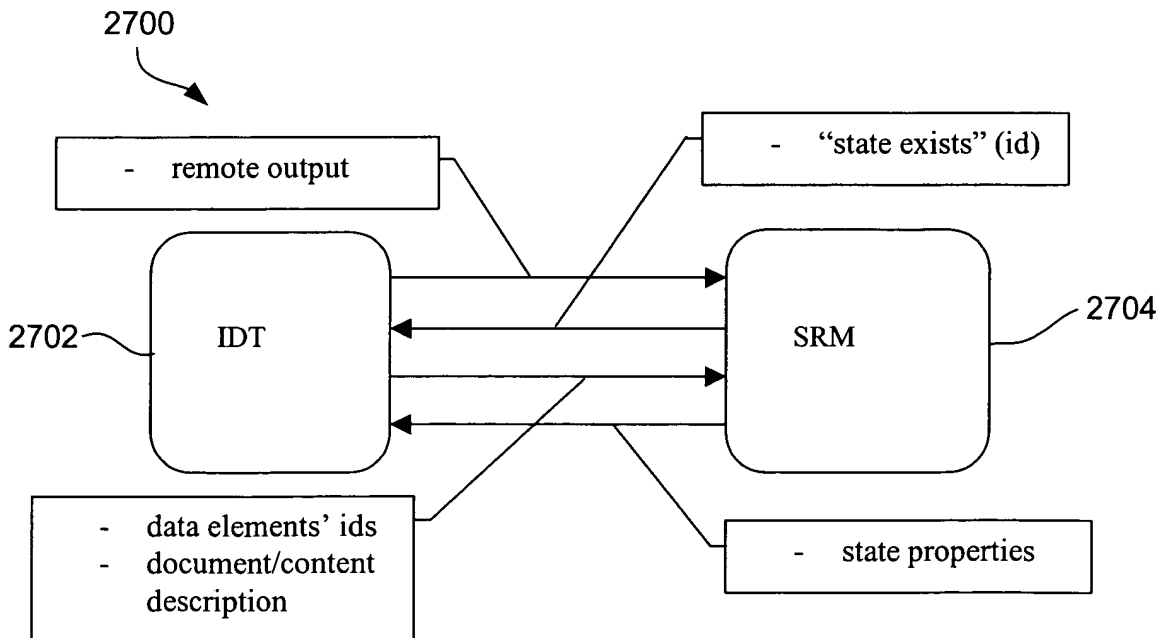 2700
- remote output
- “state exists” (id)
2702
IDT
SRM
2704
- data elements’ ids
- document/content
description
- state properties